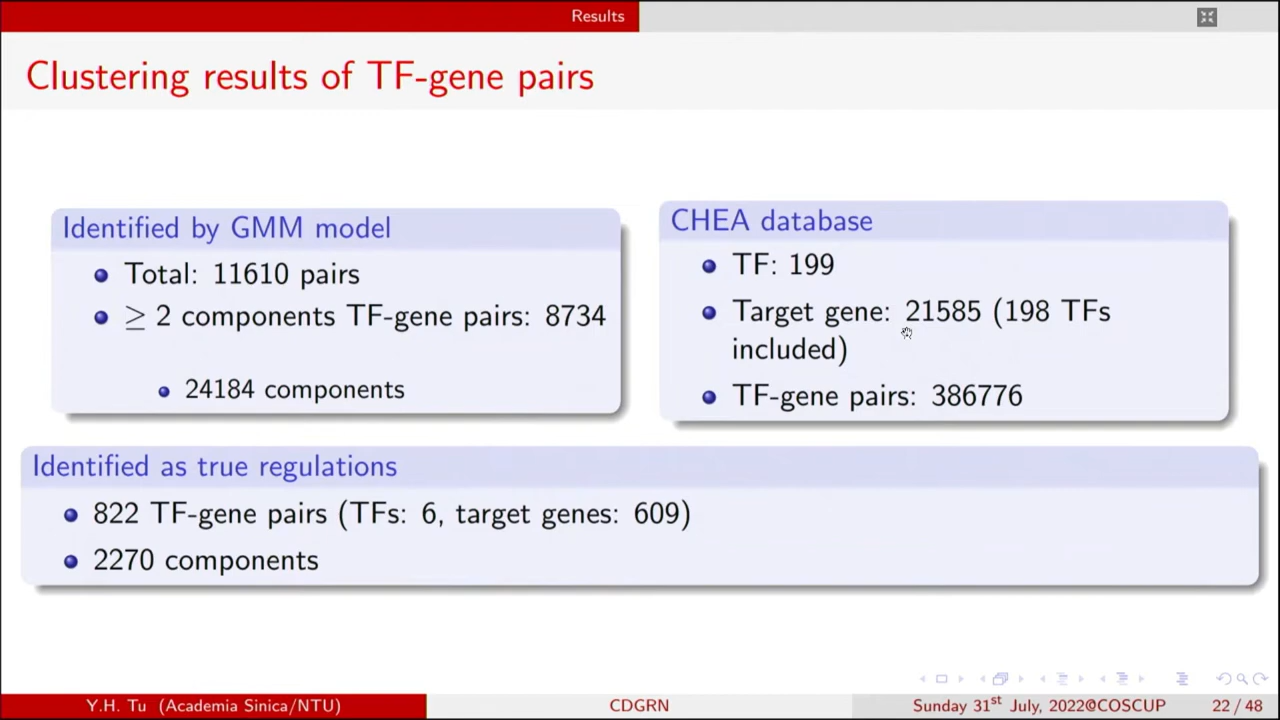 Results
Clustering results of TF-gene pairs
Identified by GMM model
Total: 11610 pairs
≥ 2 components TF-gene pairs: 8734
24184 components
CHEA database
TF: 199
Target gene: 21585 (198 TFs
included)
TF-gene pairs: 386776
Identified as true regulations
822 TF-gene pairs (TFs: 6, target genes: 609)
2270 components
Y.H. Tu (Academia Sinica/NTU)
CDGRN
Sunday 31st July, 2022@COSCUP
22 / 48